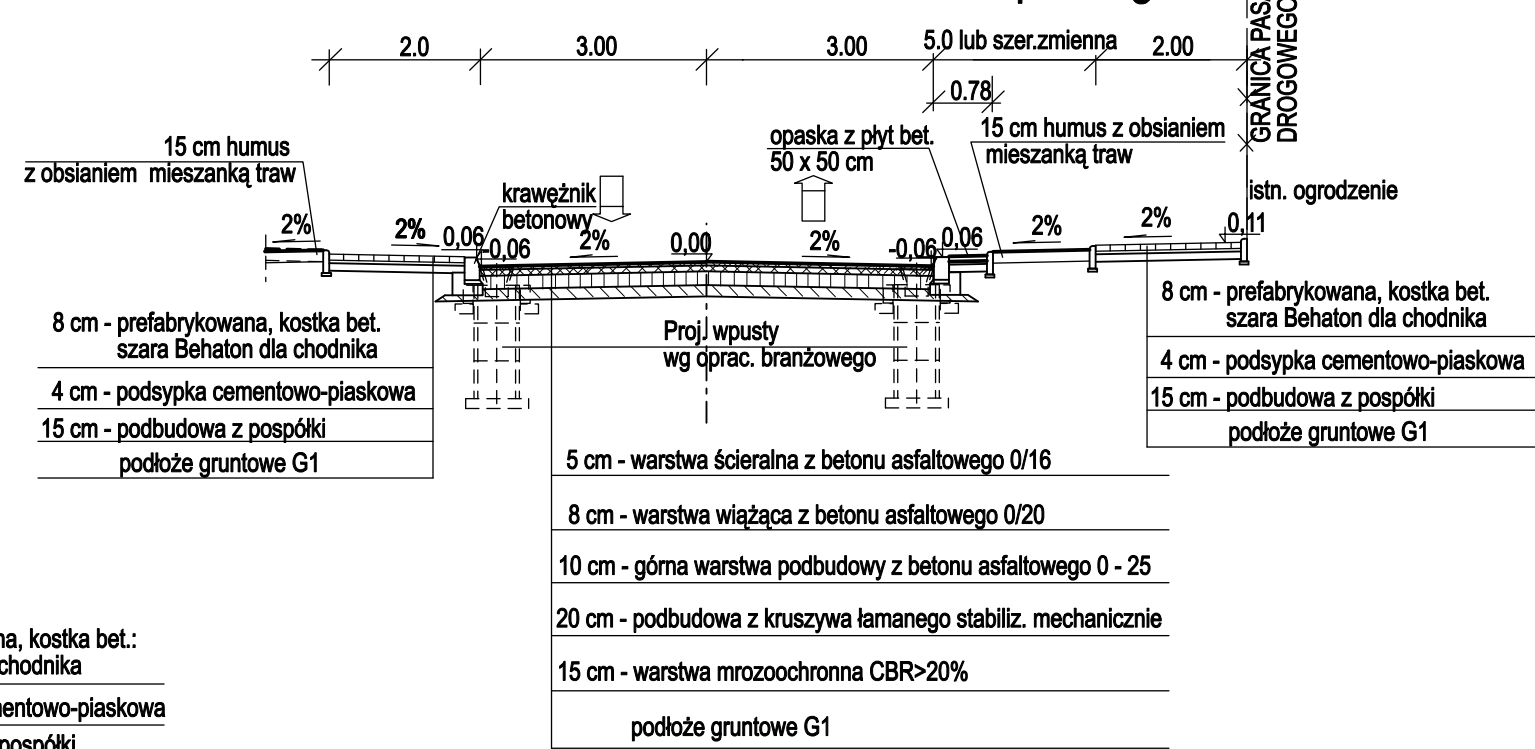 2.0
3.00
3.00
5.0 lub szer.zmienna
2.00
0.78
DROGOWEGO
GRANICA
15 cm humus
z obsianiem mieszanką traw
krawężnik
betonowy
opaska z płyt bet.
50 x 50 cm
15 cm humus z obsianiem
mieszanką traw
istn. ogrodzenie
2%
2%
0,06
-0,06
2%
0,00
2%
-0,06
0,06
2%
2%
0,11
8 cm - prefabrykowana, kostka bet.
szara Behaton dla chodnika
4 cm - podsypka cementowo-piaskowa
15 cm - podbudowa z pospółki
podłoże gruntowe G1
Proj. wpusty
wg oprac. branżowego
8 cm - prefabrykowana, kostka bet.
szara Behaton dla chodnika
4 cm - podsypka cementowo-piaskowa
15 cm - podbudowa z pospółki
podłoże gruntowe G1
5 cm - warstwa ścieralna z betonu asfaltowego 0/16
8 cm - warstwa wiążąca z betonu asfaltowego 0/20
10 cm - górna warstwa podbudowy z betonu asfaltowego 0 - 25
20 cm - podbudowa z kruszywa łamanego stabiliz. mechanicznie
15 cm - warstwa mrozoochronna CBR>20%
podłoże gruntowe G1
kostka bet.:
chodnika
entowo-piaskowa
pospółki